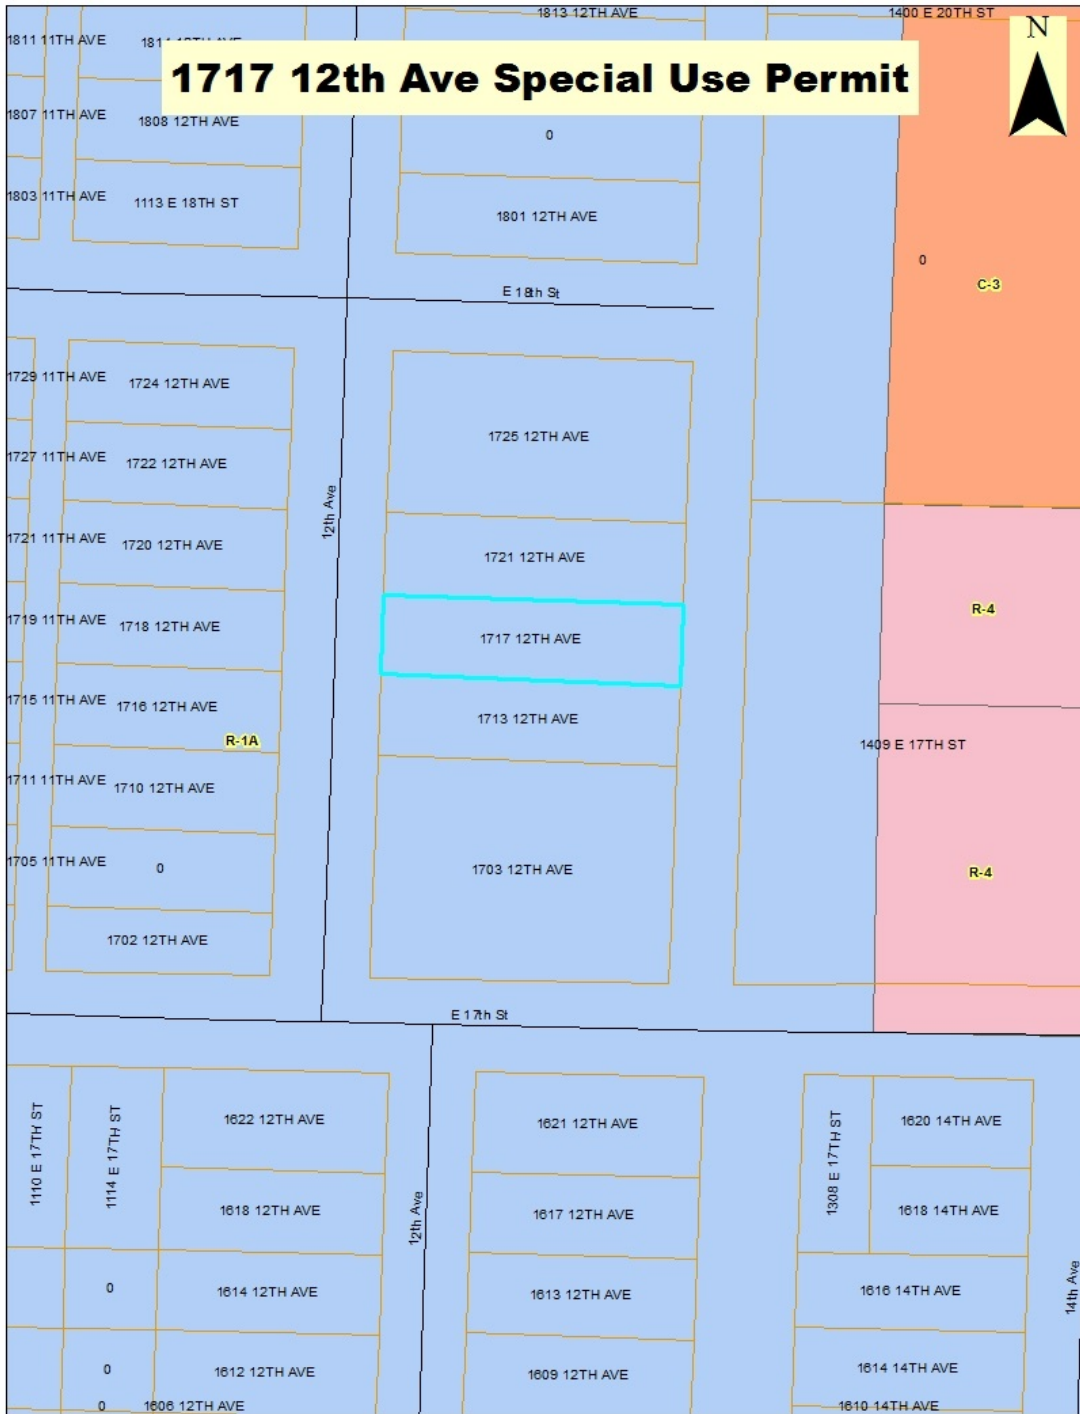 1813 12TH AVE
1400 E 20TH ST
1811 11TH AVE
N
1717 12th Ave Special Use Permit
1807 11TH AVE
1808 12TH AVE
0
1803 11TH AVE
1113 E 18TH ST
1801 12TH AVE
0
C-3
E 18th St
1729 11TH AVE
1724 12TH AVE
1725 12TH AVE
1727 11TH AVE
1722 12TH AVE
12th Ave
1721 11TH AVE
1720 12TH AVE
1721 12TH AVE
1719 11TH AVE
1718 12TH AVE
1717 12TH AVE
R-4
1715 11TH AVE
1716 12TH AVE
1713 12TH AVE
R-1A
1409 E 17TH ST
1711 11TH AVE
1710 12TH AVE
1705 11TH AVE
0
1703 12TH AVE
R-4
1702 12TH AVE
E 17th St
1110 E 17TH ST
1114 E 17TH ST
1622 12TH AVE
1621 12TH AVE
1308 E 17TH ST
1620 14TH AVE
1618 12TH AVE
12th Ave
1617 12TH AVE
1618 14TH AVE
0
1614 12TH AVE
1613 12TH AVE
1616 14TH AVE
14th Ave
0
1612 12TH AVE
1609 12TH AVE
1614 14TH AVE
0
1606 12TH AVE
1610 14TH AVE